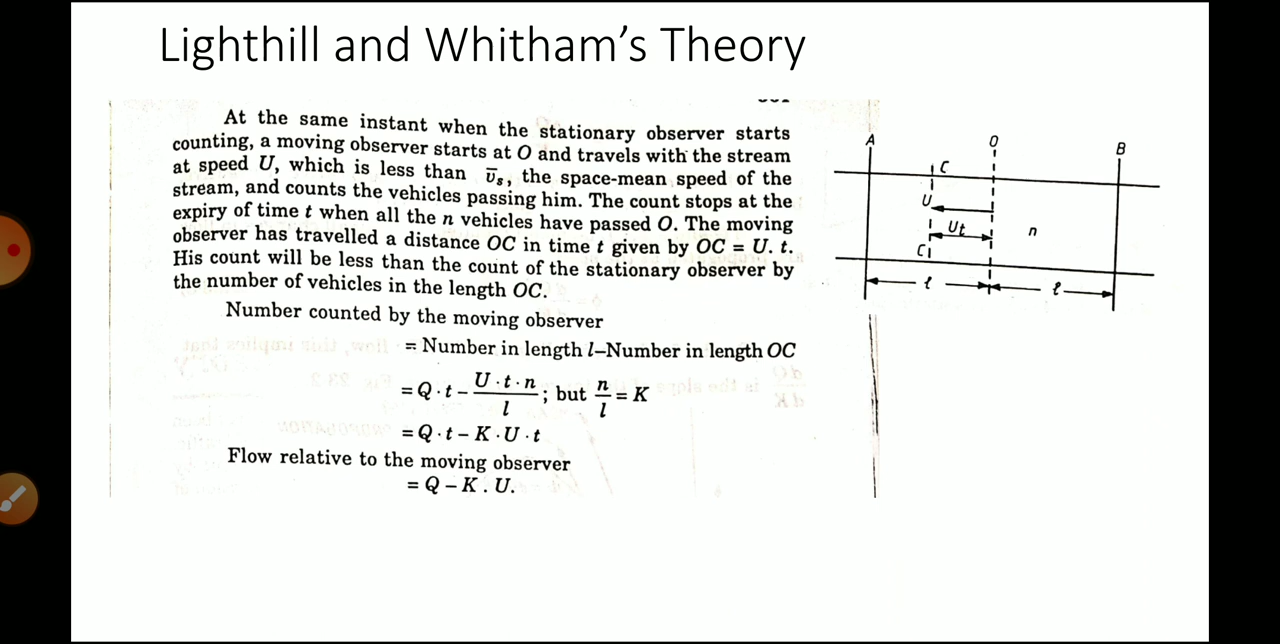 Lighthill and Whitham's Theory
At the same instant when the stationary observer starts
counting, a moving observer starts at O and travels with the stream
at speed U, which is less than v̄s, the space-mean speed of the
stream, and counts the vehicles passing him. The count stops at the
expiry of time t when all the n vehicles have passed O. The moving
observer has travelled a distance OC in time t given by OC = U. t.
His count will be less than the count of the stationary observer by
the number of vehicles in the length OC.
Number counted by the moving observer
= Number in length l–Number in length OC
= Q · t – U · t · n / l ; but n / l = K
= Q · t – K · U · t
Flow relative to the moving observer
= Q – K . U.
A
O
B
C
U
Ut
n
C
l
l